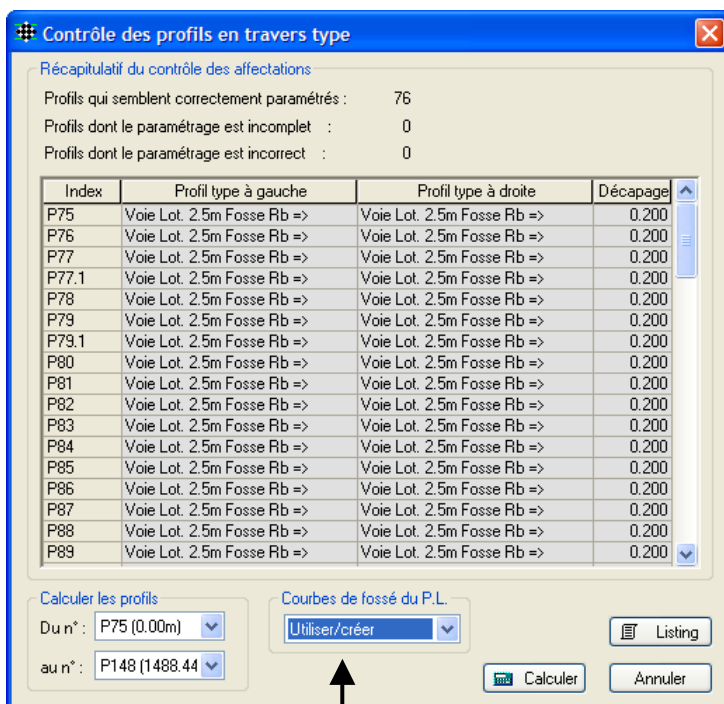 Contrôle des profils en travers type
Récapitulatif du contrôle des affectations
Profils qui semblent correctement paramétrés : 76
Profils dont le paramétrage est incomplet : 0
Profils dont le paramétrage est incorrect : 0
Index Profil type à gauche Profil type à droite Décapage
P75 Voie Lot. 2.5m Fosse Rb => Voie Lot. 2.5m Fosse Rb => 0.200
P76 Voie Lot. 2.5m Fosse Rb => Voie Lot. 2.5m Fosse Rb => 0.200
P77 Voie Lot. 2.5m Fosse Rb => Voie Lot. 2.5m Fosse Rb => 0.200
P77.1 Voie Lot. 2.5m Fosse Rb => Voie Lot. 2.5m Fosse Rb => 0.200
P78 Voie Lot. 2.5m Fosse Rb => Voie Lot. 2.5m Fosse Rb => 0.200
P79 Voie Lot. 2.5m Fosse Rb => Voie Lot. 2.5m Fosse Rb => 0.200
P79.1 Voie Lot. 2.5m Fosse Rb => Voie Lot. 2.5m Fosse Rb => 0.200
P80 Voie Lot. 2.5m Fosse Rb => Voie Lot. 2.5m Fosse Rb => 0.200
P81 Voie Lot. 2.5m Fosse Rb => Voie Lot. 2.5m Fosse Rb => 0.200
P82 Voie Lot. 2.5m Fosse Rb => Voie Lot. 2.5m Fosse Rb => 0.200
P83 Voie Lot. 2.5m Fosse Rb => Voie Lot. 2.5m Fosse Rb => 0.200
P84 Voie Lot. 2.5m Fosse Rb => Voie Lot. 2.5m Fosse Rb => 0.200
P85 Voie Lot. 2.5m Fosse Rb => Voie Lot. 2.5m Fosse Rb => 0.200
P86 Voie Lot. 2.5m Fosse Rb => Voie Lot. 2.5m Fosse Rb => 0.200
P87 Voie Lot. 2.5m Fosse Rb => Voie Lot. 2.5m Fosse Rb => 0.200
P88 Voie Lot. 2.5m Fosse Rb => Voie Lot. 2.5m Fosse Rb => 0.200
P89 Voie Lot. 2.5m Fosse Rb => Voie Lot. 2.5m Fosse Rb => 0.200
Calculer les profils Courbes de fossé du P.L.
Du n° : P75 (0.00m) Utiliser/créer Listing
au n° : P148 (1488.44 Calculer Annuler